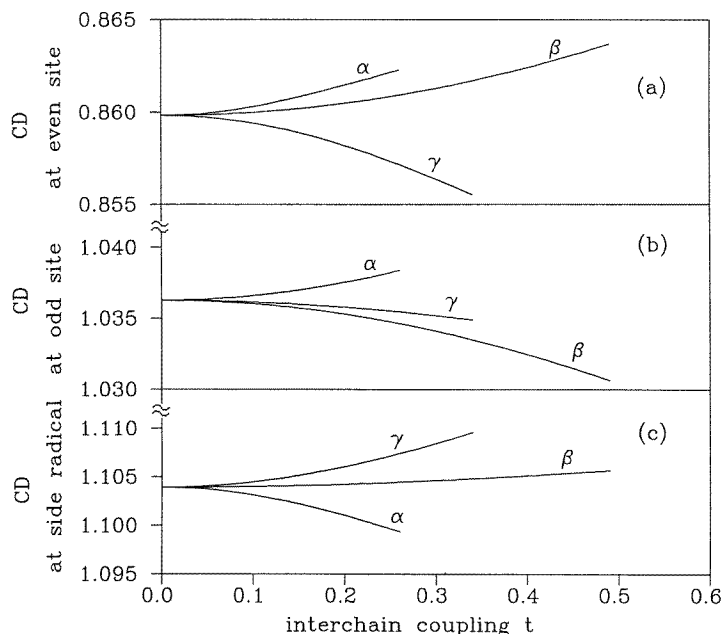 0.865
β
α
(a)
CD
at even site
0.860
γ
0.855
1.040
(b)
α
CD
at odd site
1.035
γ
β
1.030
1.110
γ
(c)
CD
at side radical
1.105
β
1.100
α
1.095
0.0 0.1 0.2 0.3 0.4 0.5 0.6
interchain coupling t